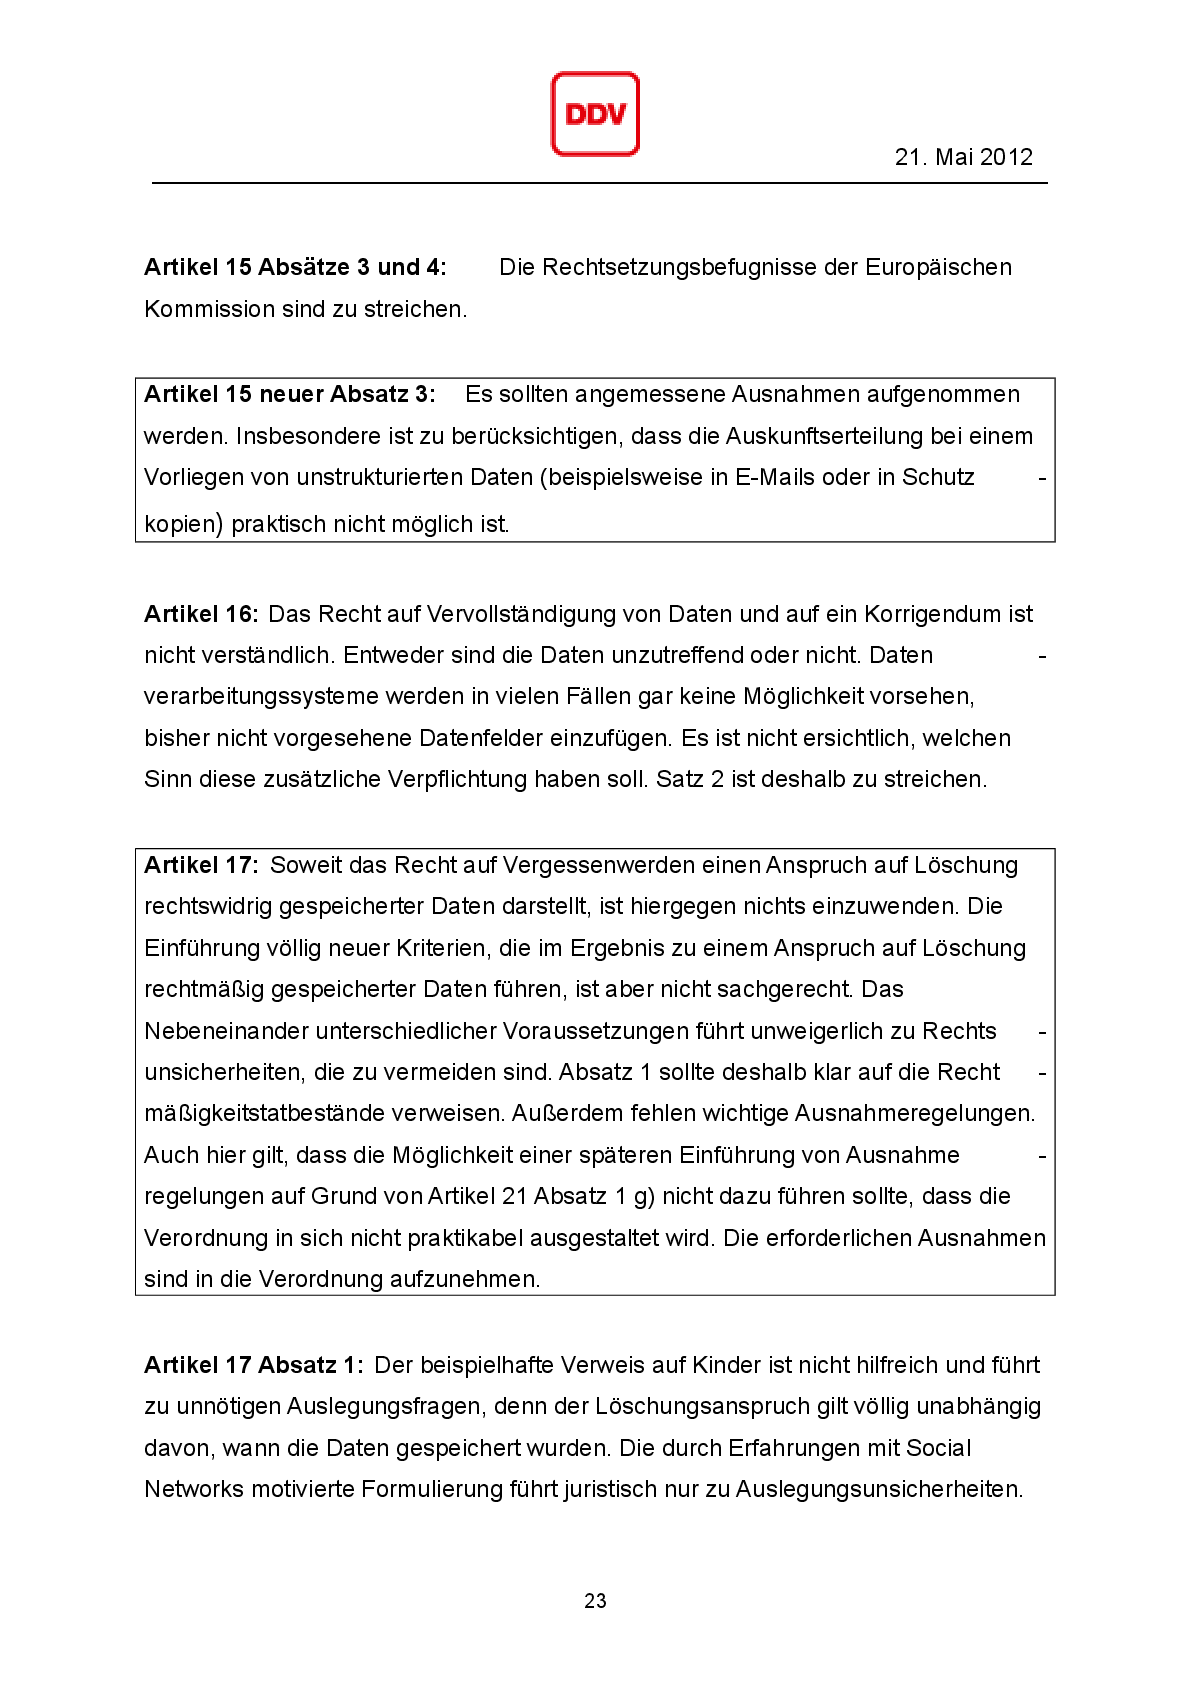 DDV
21. Mai 2012
Artikel 15 Absätze 3 und 4: Die Rechtsetzungsbefugnisse der Europäischen
Kommission sind zu streichen.
Artikel 15 neuer Absatz 3: Es sollten angemessene Ausnahmen aufgenommen
werden. Insbesondere ist zu berücksichtigen, dass die Auskunftserteilung bei einem
Vorliegen von unstrukturierten Daten (beispielsweise in E-Mails oder in Schutz -
kopien) praktisch nicht möglich ist.
Artikel 16: Das Recht auf Vervollständigung von Daten und auf ein Korrigendum ist
nicht verständlich. Entweder sind die Daten unzutreffend oder nicht. Daten -
verarbeitungssysteme werden in vielen Fällen gar keine Möglichkeit vorsehen,
bisher nicht vorgesehene Datenfelder einzufügen. Es ist nicht ersichtlich, welchen
Sinn diese zusätzliche Verpflichtung haben soll. Satz 2 ist deshalb zu streichen.
Artikel 17: Soweit das Recht auf Vergessenwerden einen Anspruch auf Löschung
rechtswidrig gespeicherter Daten darstellt, ist hiergegen nichts einzuwenden. Die
Einführung völlig neuer Kriterien, die im Ergebnis zu einem Anspruch auf Löschung
rechtmäßig gespeicherter Daten führen, ist aber nicht sachgerecht. Das
Nebeneinander unterschiedlicher Voraussetzungen führt unweigerlich zu Rechts -
unsicherheiten, die zu vermeiden sind. Absatz 1 sollte deshalb klar auf die Recht -
mäßigkeitstatbestände verweisen. Außerdem fehlen wichtige Ausnahmeregelungen.
Auch hier gilt, dass die Möglichkeit einer späteren Einführung von Ausnahme -
regelungen auf Grund von Artikel 21 Absatz 1 g) nicht dazu führen sollte, dass die
Verordnung in sich nicht praktikabel ausgestaltet wird. Die erforderlichen Ausnahmen
sind in die Verordnung aufzunehmen.
Artikel 17 Absatz 1: Der beispielhafte Verweis auf Kinder ist nicht hilfreich und führt
zu unnötigen Auslegungsfragen, denn der Löschungsanspruch gilt völlig unabhängig
davon, wann die Daten gespeichert wurden. Die durch Erfahrungen mit Social
Networks motivierte Formulierung führt juristisch nur zu Auslegungsunsicherheiten.
23